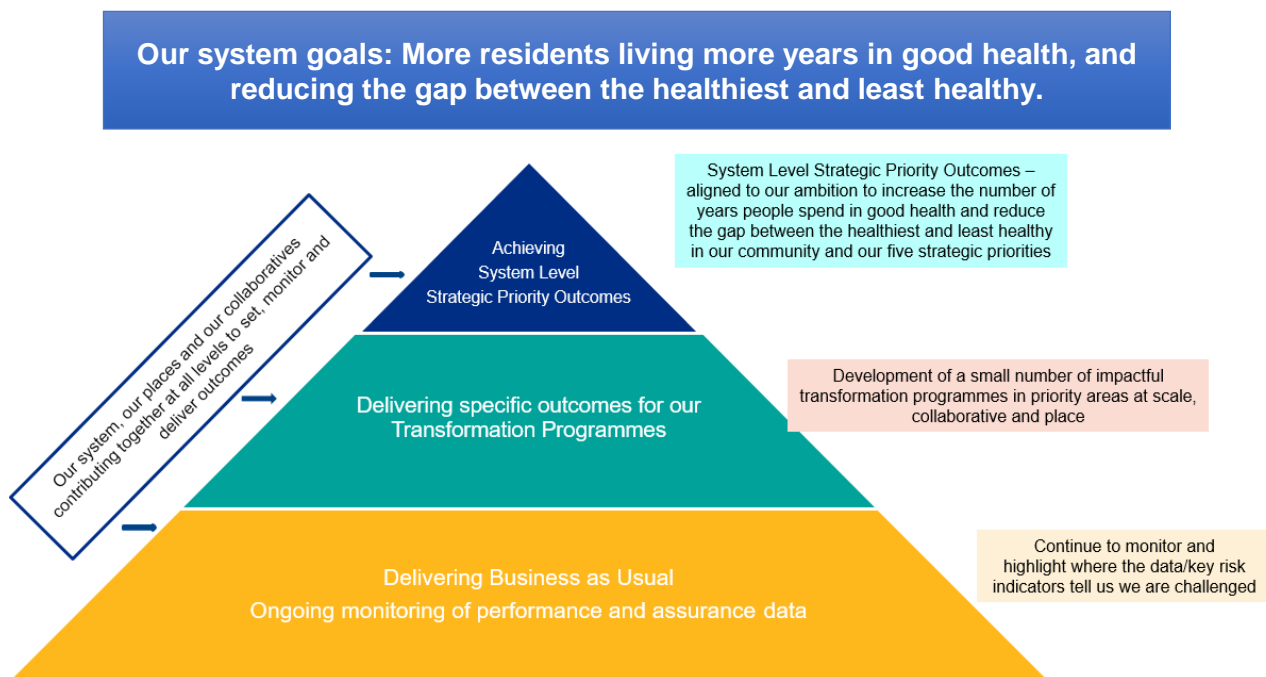 Our system goals: More residents living more years in good health, and
reducing the gap between the healthiest and least healthy.
System Level Strategic Priority Outcomes –
aligned to our ambition to increase the number of
years people spend in good health and reduce
the gap between the healthiest and least healthy
in our community and our five strategic priorities
Achieving
System Level
Strategic Priority Outcomes
Our system, our places and our collaboratives
contributing together at all levels to set, monitor and
deliver outcomes
Delivering specific outcomes for our
Transformation Programmes
Development of a small number of impactful
transformation programmes in priority areas at scale,
collaborative and place
Delivering Business as Usual
Ongoing monitoring of performance and assurance data
Continue to monitor and
highlight where the data/key risk
indicators tell us we are challenged